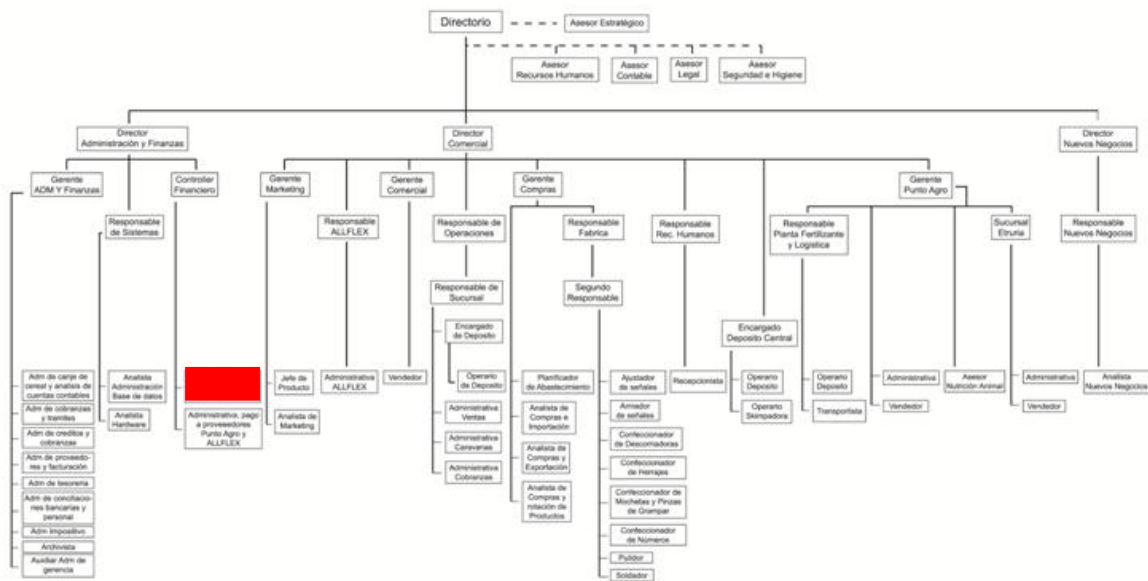 Directorio
Asesor Estratégico
Asesor
Recursos Humanos
Asesor
Contable
Asesor
Legal
Asesor
Seguridad e Higiene
Director
Administración y Finanzas
Director
Comercial
Director
Nuevos Negocios
Gerente
ADM Y Finanzas
Controller
Financiero
Gerente
Marketing
Gerente
Comercial
Gerente
Compras
Gerente
Punto Agro
Responsable
de Sistemas
Responsable
ALLFLEX
Responsable de
Operaciones
Responsable
Fabrica
Responsable
Rec. Humanos
Responsable
Planta Fertilizante
y Logistica
Sucursal
Etruria
Responsable
Nuevos Negocios
Responsable de
Sucursal
Segundo
Responsable
Encargado
de Deposito
Encargado
Deposito Central
Adm de canje de
cereal y analisis de
cuentas contables
Adm de cobranzas
y tramites
Adm de creditos y
cobranzas
Adm de proveedo-
res y facturación
Adm de tesoreria
Adm de conciliacio-
nes bancarias y
personal
Adm Impositivo
Archivista
Auxiliar Adm de
gerencia
Analista
Administración
Base de datos
Analista
Hardware
Administrativa, pago
a proveeedores
Punto Agro y
ALLFLEX
Jefe de
Producto
Analista de
Marketing
Administrativa
ALLFLEX
Vendedor
Operario
de Deposito
Administrativa
Ventas
Administrativa
Caravanas
Administrativa
Cobranzas
Planificador
de Abastecimiento
Analista de
Compras e
Importación
Analista de
Compras y
Exportación
Analista de
Compras y
rotación de
Productos
Ajustador
de señales
Armador
de señales
Confeccionador
de Descornadoras
Confeccionador
de Herrajes
Confeccionador de
Mochetas y Pinzas
de Grampar
Confeccionador
de Números
Pulidor
Soldador
Recepcionista
Operario
Deposito
Operario
Skimpadora
Operario
Deposito
Transportista
Administrativa
Vendedor
Asesor
Nutrición Animal
Administrativa
Vendedor
Analista
Nuevos Negocios